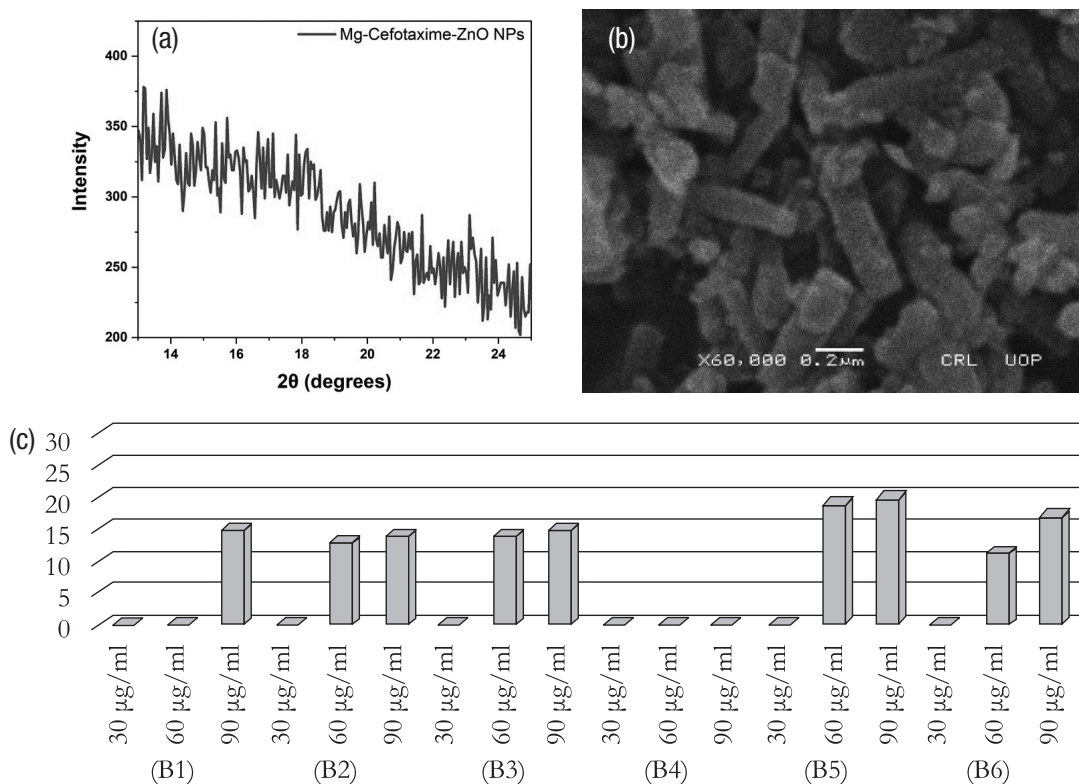 (a)
Mg-Cefotaxime-ZnO NPs
400
350
300
250
200
Intensity
14 16 18 20 22 24
2θ (degrees)
(b)
X60,000 0.2μm CRL UOP
(c)
30
25
20
15
10
5
0
30 μg/ml 60 μg/ml 90 μg/ml 30 μg/ml 60 μg/ml 90 μg/ml 30 μg/ml 60 μg/ml 90 μg/ml 30 μg/ml 60 μg/ml 90 μg/ml 30 μg/ml 60 μg/ml 90 μg/ml 30 μg/ml 60 μg/ml 90 μg/ml
(B1) (B2) (B3) (B4) (B5) (B6)